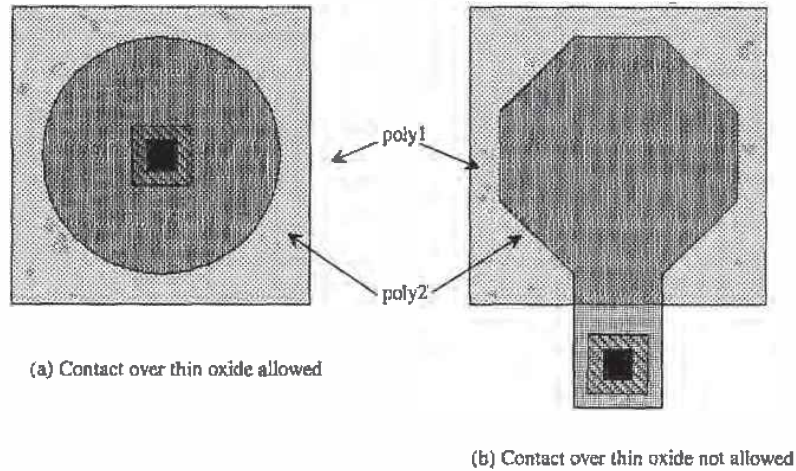 poly1
poly2
(a) Contact over thin oxide allowed
(b) Contact over thin oxide not allowed